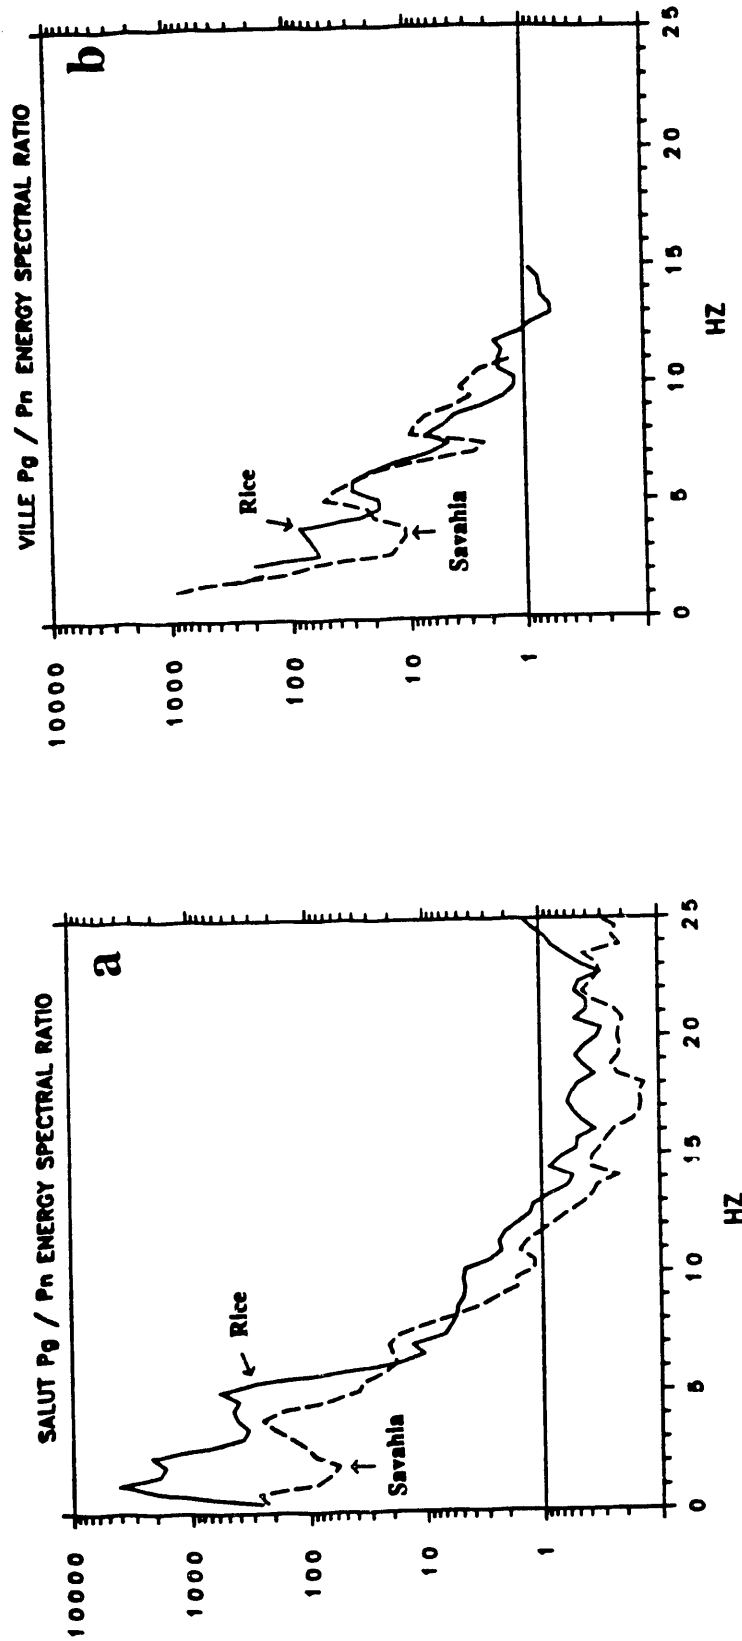 SALUT Pg / Pn ENERGY SPECTRAL RATIO
a
10000
1000
100
10
1
Rice
Savahia
0 5 10 15 20 25
HZ
VILLE Pg / Pn ENERGY SPECTRAL RATIO
b
10000
1000
100
10
1
Rice
Savahia
0 5 10 15 20 25
HZ